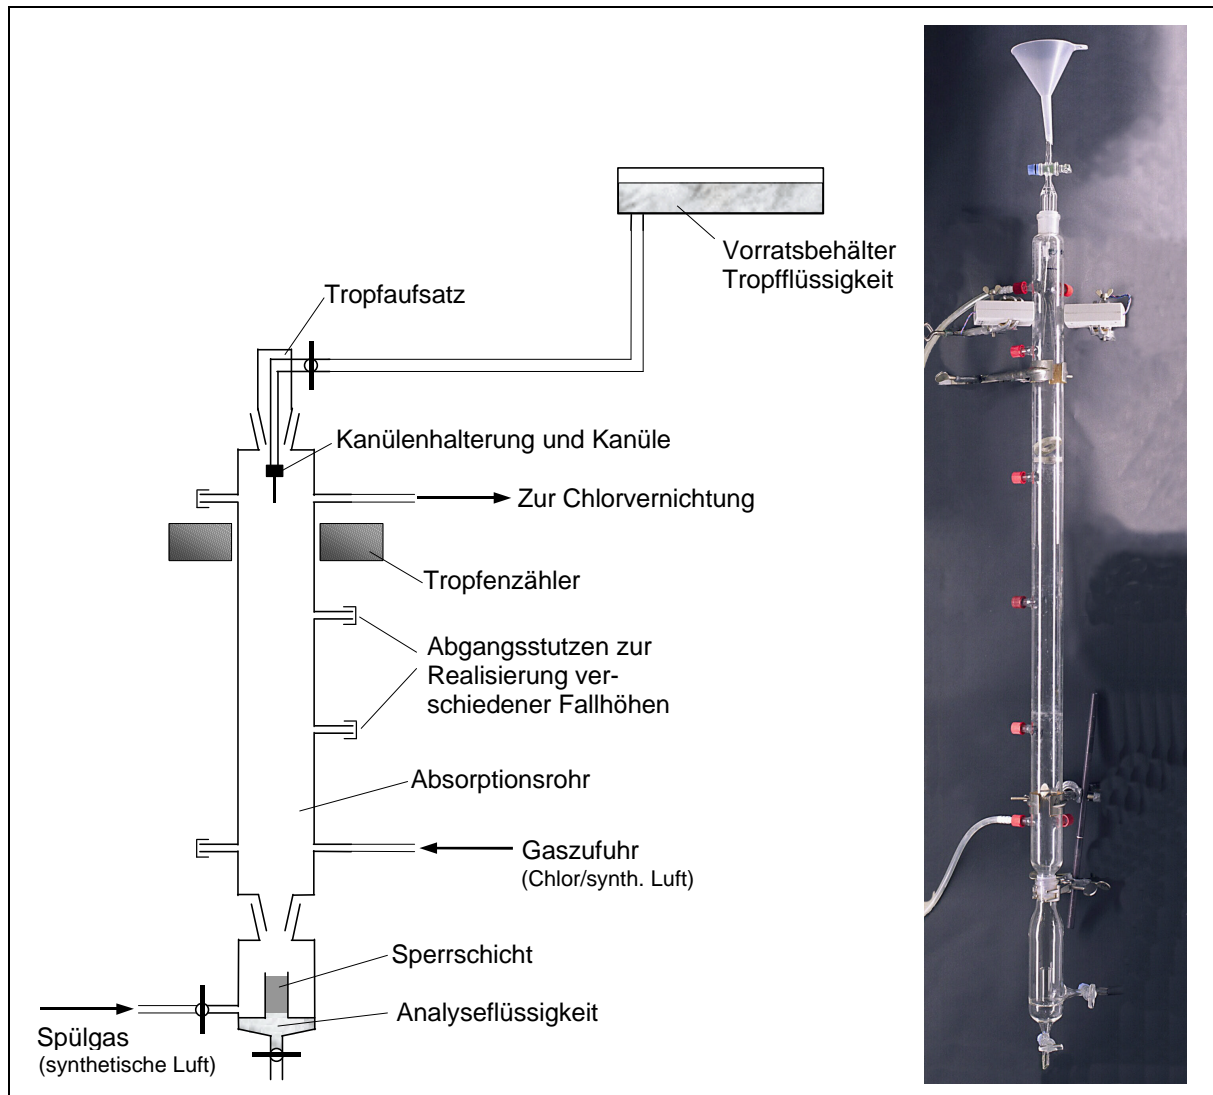 Vorratsbehälter
Tropfflüssigkeit
Tropfaufsatz
Kanülenhalterung und Kanüle
Zur Chlorvernichtung
Tropfenzähler
Abgangsstutzen zur
Realisierung ver-
schiedener Fallhöhen
Absorptionsrohr
Gaszufuhr
(Chlor/synth. Luft)
Sperrschicht
Analyseflüssigkeit
Spülgas
(synthetische Luft)